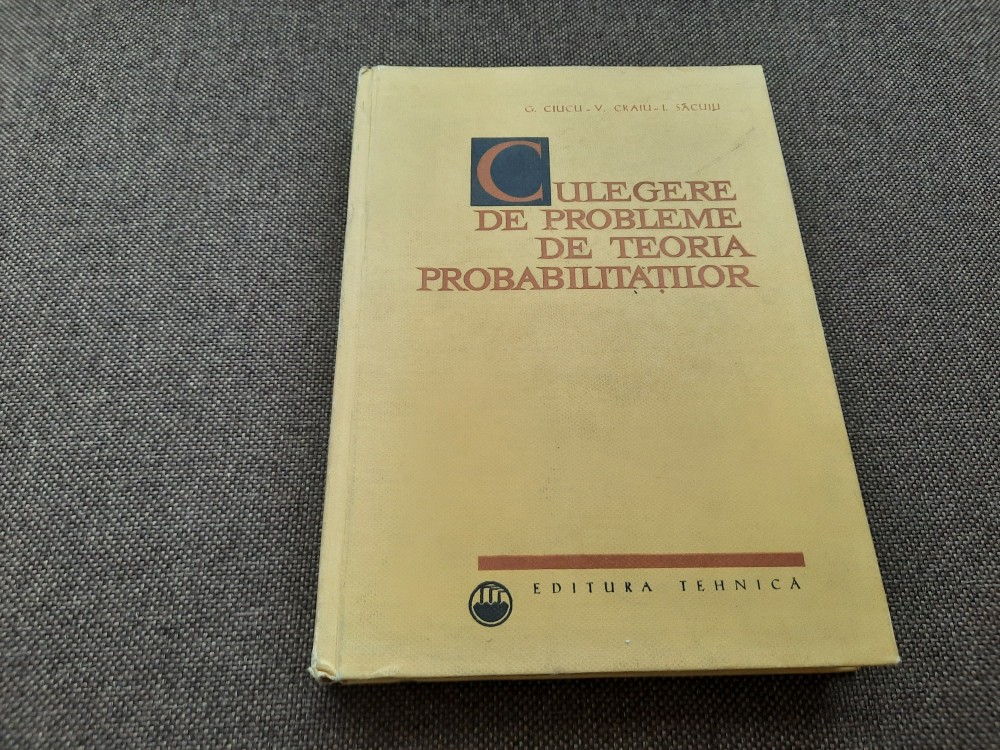 G. CIUCU - V. CRAIU - I. SĂCUIU
CULEGERE
DE PROBLEME
DE TEORIA
PROBABILITĂȚILOR
EDITURA TEHNICĂ